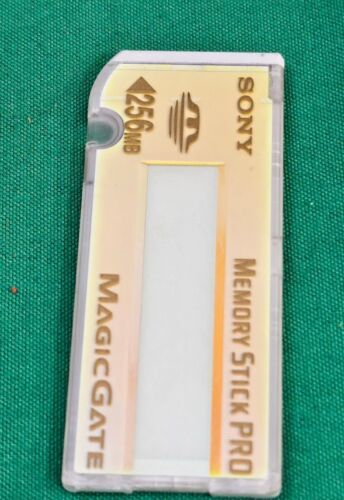 SONY
256MB
MEMORY STICK PRO
MAGICGATE